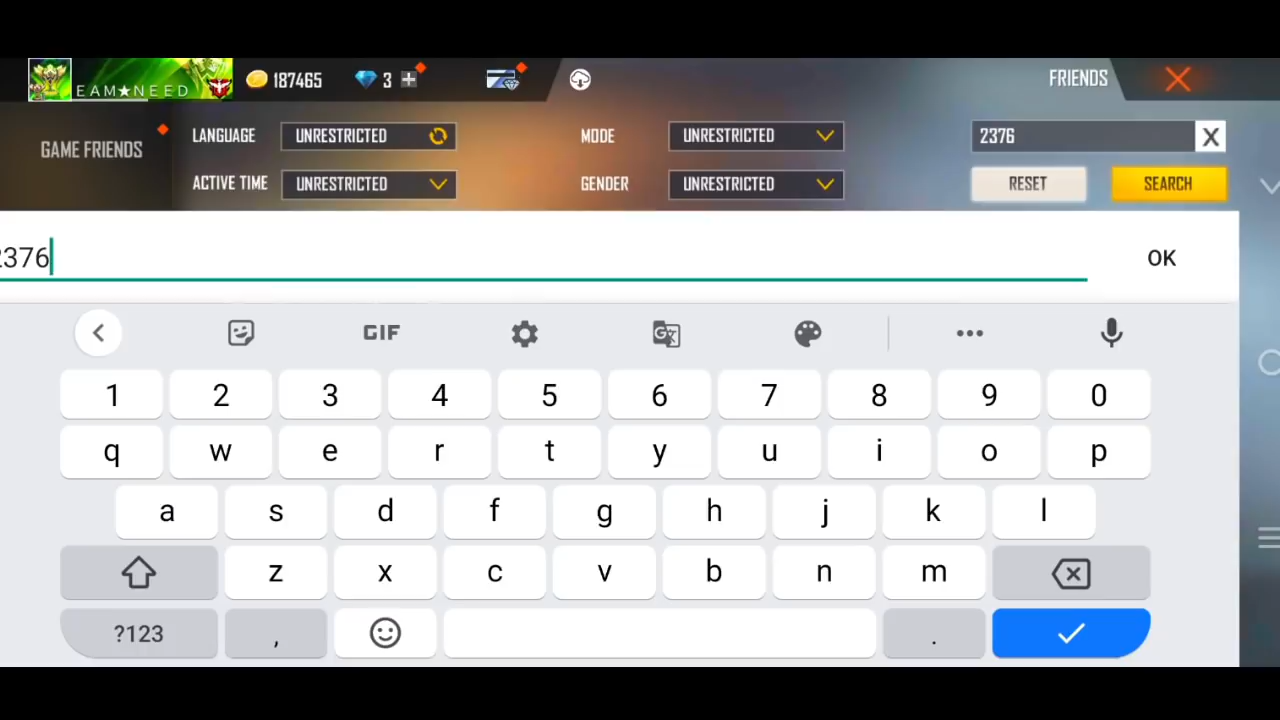 EAM★NEED 187465 3 FRIENDS
GAME FRIENDS
LANGUAGE UNRESTRICTED MODE UNRESTRICTED 2376 X
ACTIVE TIME UNRESTRICTED GENDER UNRESTRICTED RESET SEARCH
2376 OK
GIF
1 2 3 4 5 6 7 8 9 0
q w e r t y u i o p
a s d f g h j k l
z x c v b n m
?123 , .